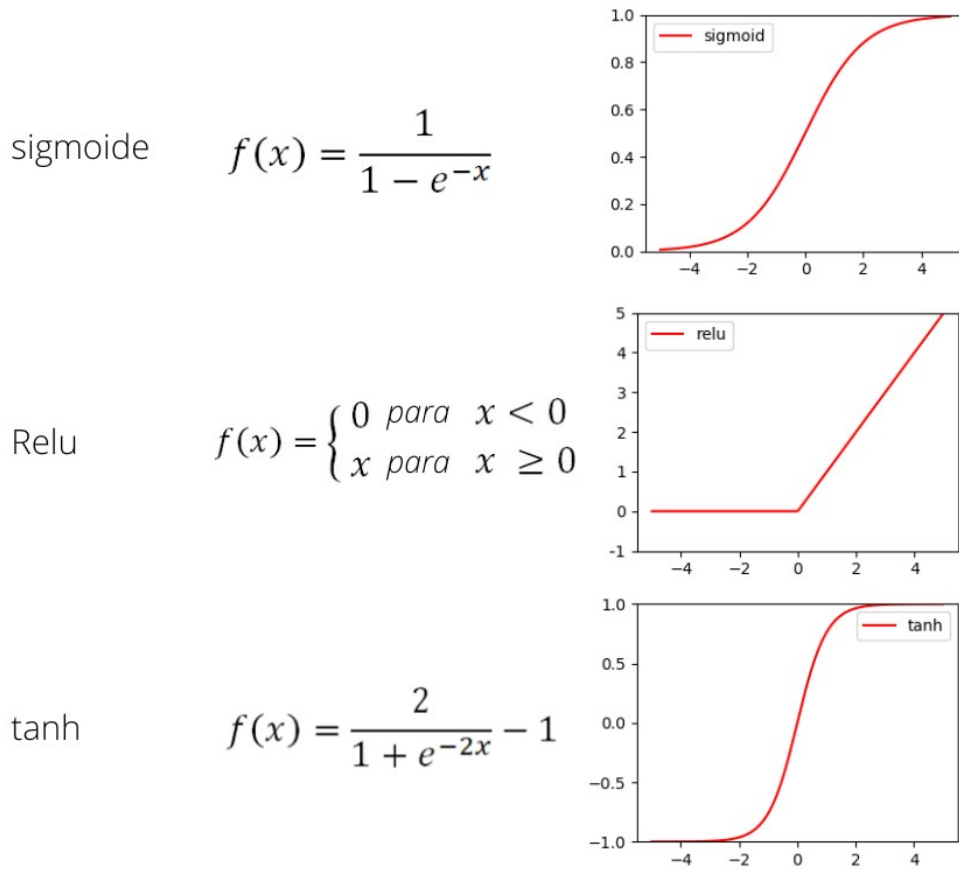 sigmoide
f(x) = 1 / (1 − e^{−x})
sigmoid
1.0
0.8
0.6
0.4
0.2
0.0
−4 −2 0 2 4
Relu
f(x) = { 0 para x < 0
x para x ≥ 0
relu
5
4
3
2
1
0
-1
−4 −2 0 2 4
tanh
f(x) = 2 / (1 + e^{−2x}) − 1
tanh
1.0
0.5
0.0
−0.5
−1.0
−4 −2 0 2 4